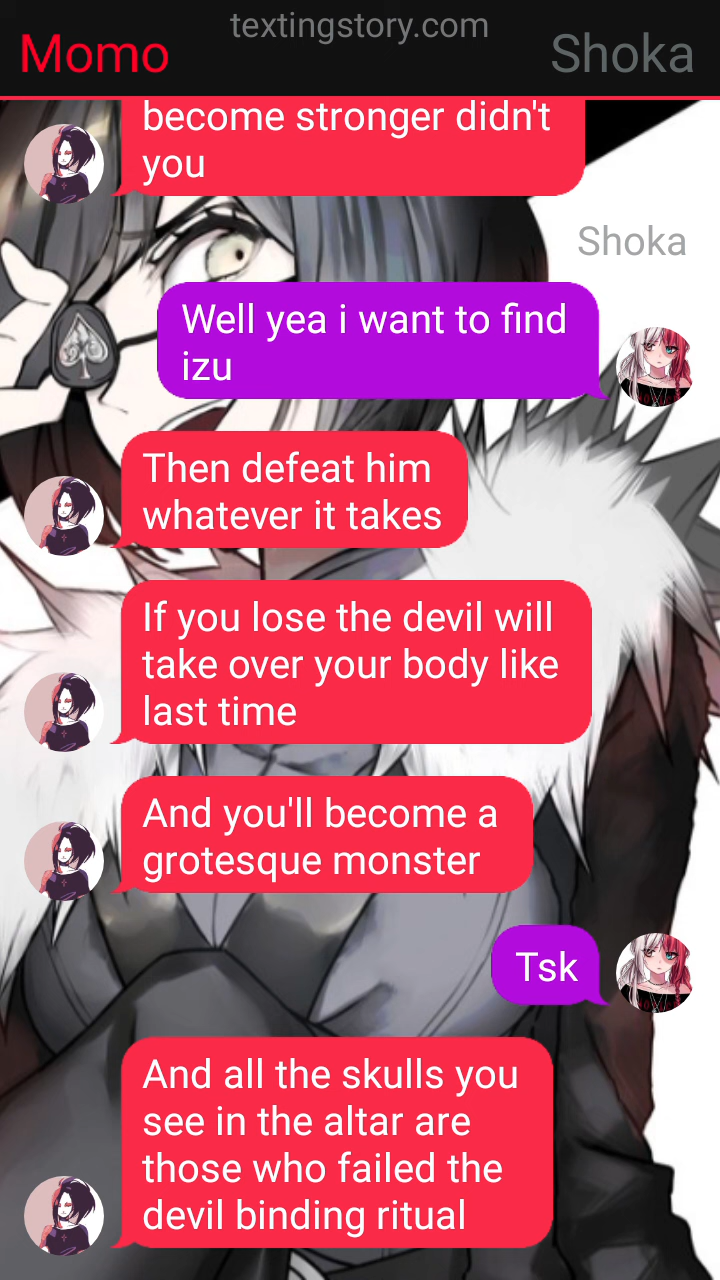 textingstory.com
Momo
Shoka
become stronger didn't
you
Shoka
Well yea i want to find
izu
Then defeat him
whatever it takes
If you lose the devil will
take over your body like
last time
And you'll become a
grotesque monster
Tsk
And all the skulls you
see in the altar are
those who failed the
devil binding ritual